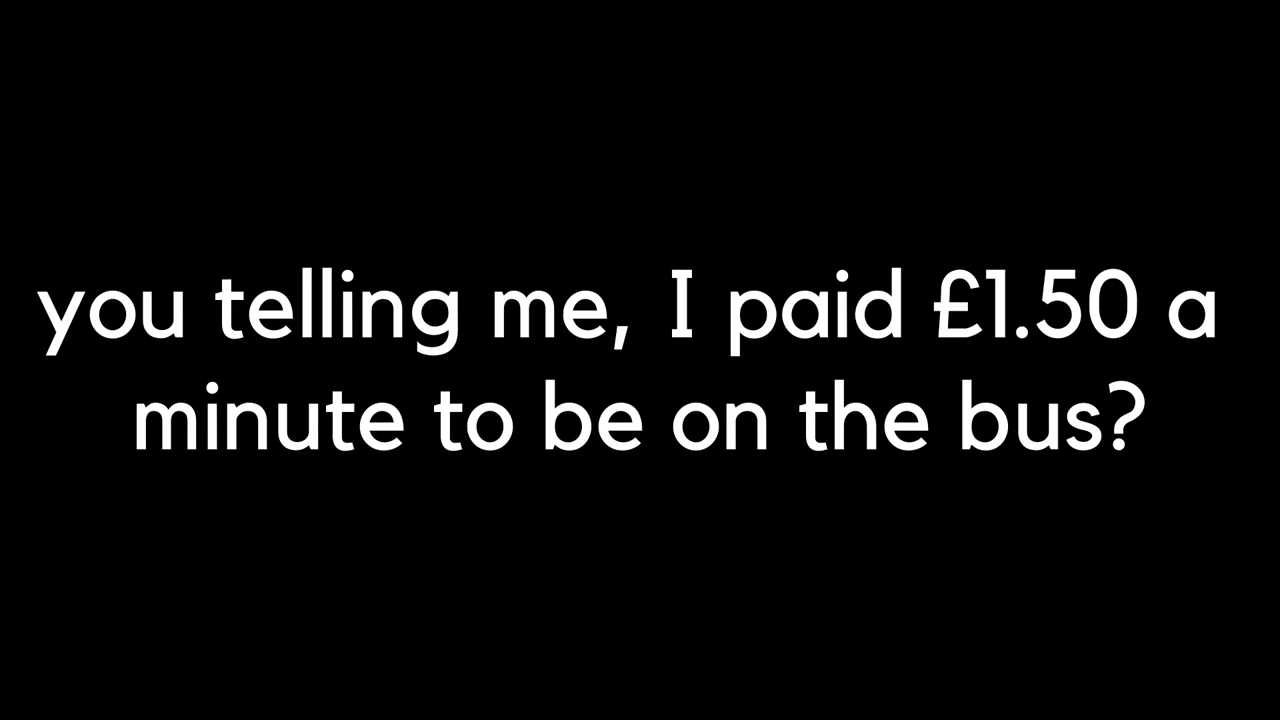 you telling me, I paid £1.50 a
minute to be on the bus?